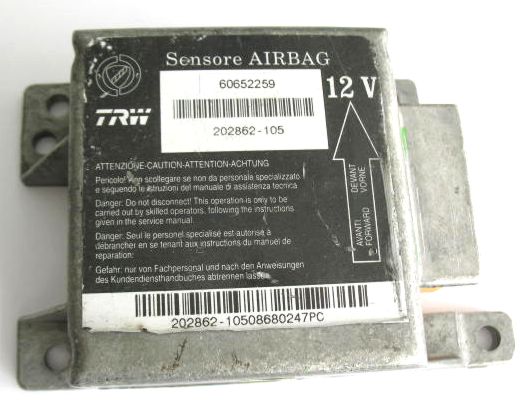 Sensore AIRBAG
60652259
12 V
202862-105
TRW
ATTENZIONE-CAUTION-ATTENTION-ACHTUNG
Pericolo! Non scollegare se non da personale specializzato
e seguendo le istruzioni del manuale di assistenza tecnica
Danger: Do not disconnect! This operation is only to be
carried out by skilled operators, following the instructions
given in the service manual.
Danger: Seul le personel specialisé est autorisé à
débrancher en se tenant aux instructions du manuel de
reparation:
Gefahr: nur von Fachpersonal und nach den Anweisungen
des Kundendiensthandbuches abtrennen lassen
DEVANT
VORNE
AVANTI
FORWARD
202862-10508680247PC